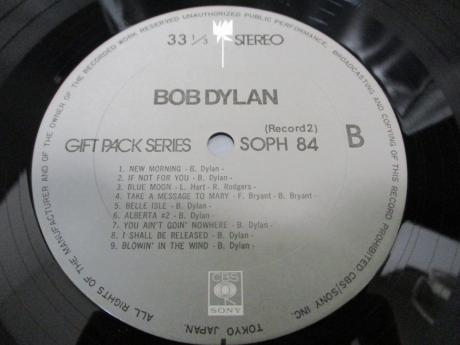 ALL RIGHTS OF THE MANUFACTURER AND OF THE OWNER OF THE RECORDED WORK RESERVED UNAUTHORIZED PUBLIC PERFORMANCE, BROADCASTING AND COPYING OF THIS RECORD PROHIBITED CBS/SONY INC.
33 1/3 STEREO
BOB DYLAN
(Record 2)
GIFT PACK SERIES SOPH 84 B
1. NEW MORNING - B. Dylan -
2. IF NOT FOR YOU - B. Dylan -
3. BLUE MOON - L. Hart - R. Rodgers -
4. TAKE A MESSAGE TO MARY - F. Bryant - B. Bryant -
5. BELLE ISLE - B. Dylan -
6. ALBERTA #2 - B. Dylan -
7. YOU AIN'T GOIN' NOWHERE - B. Dylan -
8. I SHALL BE RELEASED - B. Dylan -
9. BLOWIN' IN THE WIND - B. Dylan -
CBS
SONY
TOKYO JAPAN.